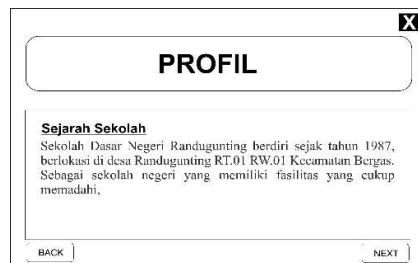 X
PROFIL
Sejarah Sekolah
Sekolah Dasar Negeri Randugunting berdiri sejak tahun 1987,
berlokasi di desa Randugunting RT.01 RW.01 Kecamatan Bergas.
Sebagai sekolah negeri yang memiliki fasilitas yang cukup
memadahi,
BACK
NEXT